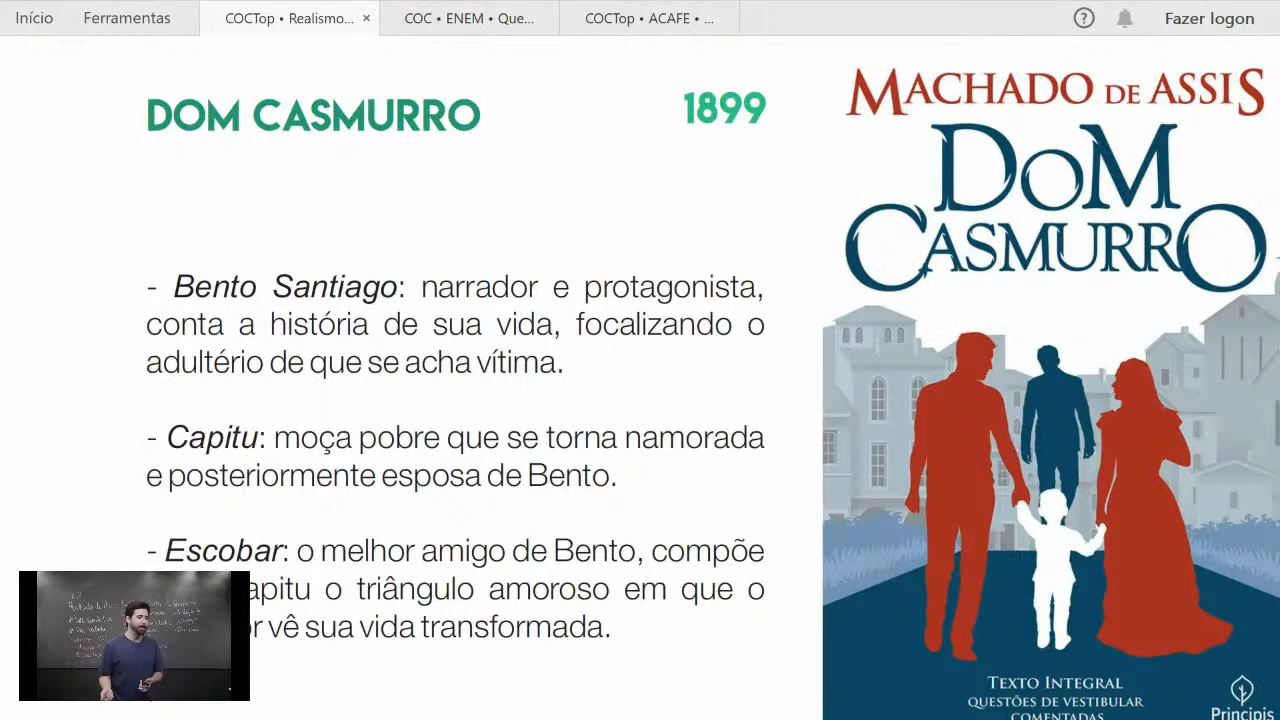 Início Ferramentas COCTop • Realismo... × COC • ENEM • Que... COCTop • ACAFE • ... Fazer logon
DOM CASMURRO 1899
- Bento Santiago: narrador e protagonista,
conta a história de sua vida, focalizando o
adultério de que se acha vítima.
- Capitu: moça pobre que se torna namorada
e posteriormente esposa de Bento.
- Escobar: o melhor amigo de Bento, compõe
apitu o triângulo amoroso em que o
r vê sua vida transformada.
MACHADO DE ASSIS
DOM
CASMURRO
TEXTO INTEGRAL
QUESTÕES DE VESTIBULAR
COMENTADAS
Principis